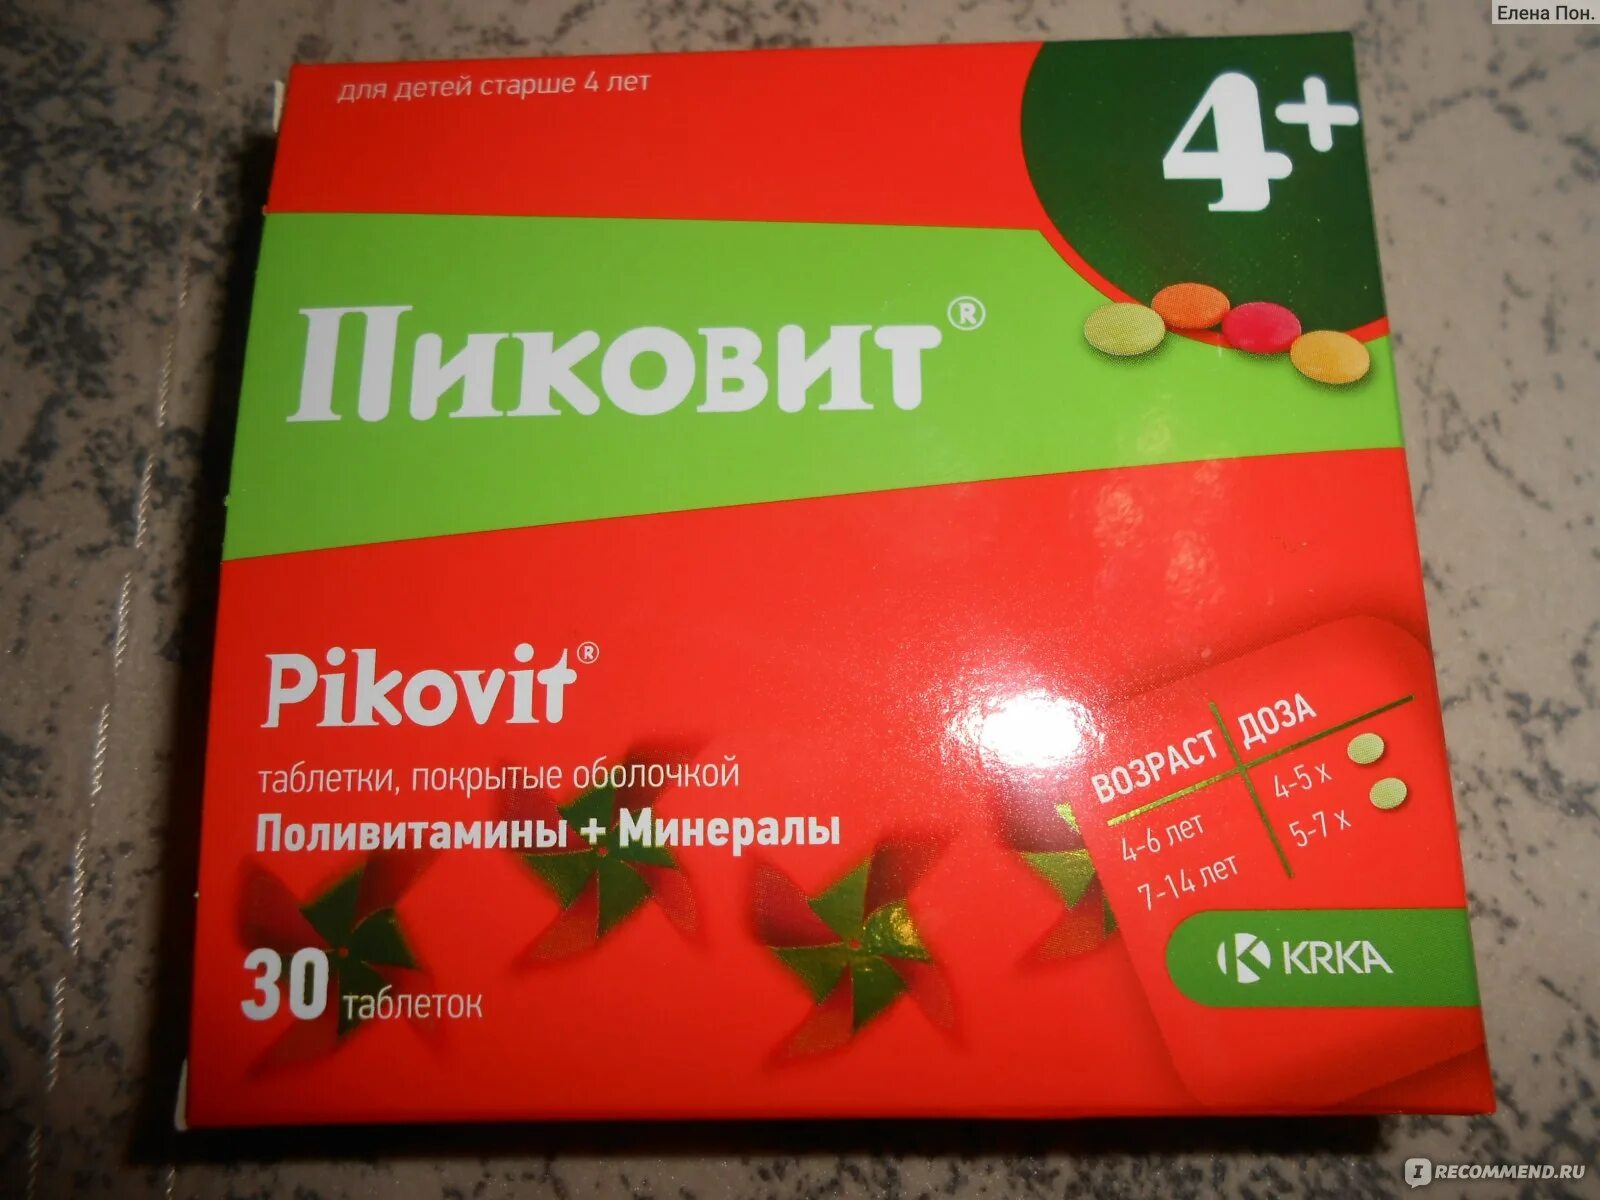 Елена Пон.
для детей старше 4 лет
4+
Пиковит®
Pikovit®
таблетки, покрытые оболочкой
Поливитамины + Минералы
30 таблеток
ВОЗРАСТ ДОЗА
4-6 лет 4-5 x
7-14 лет 5-7 x
KRKA
IRECOMMEND.RU